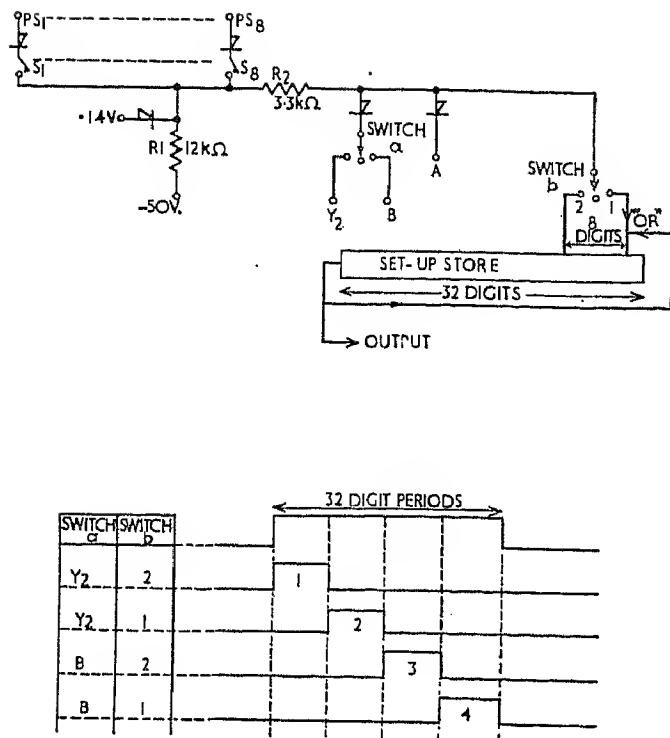 PS1 PS8
S1 S8
R2
3·3kΩ
·14V
R1 12kΩ
-50V.
SWITCH
a
Y2 B
A
SWITCH
b
2 1
"OR"
8
DIGITS
SET-UP STORE
32 DIGITS
OUTPUT
32 DIGIT PERIODS
SWITCH a SWITCH b
Y2 2 1
Y2 1 2
B 2 3
B 1 4